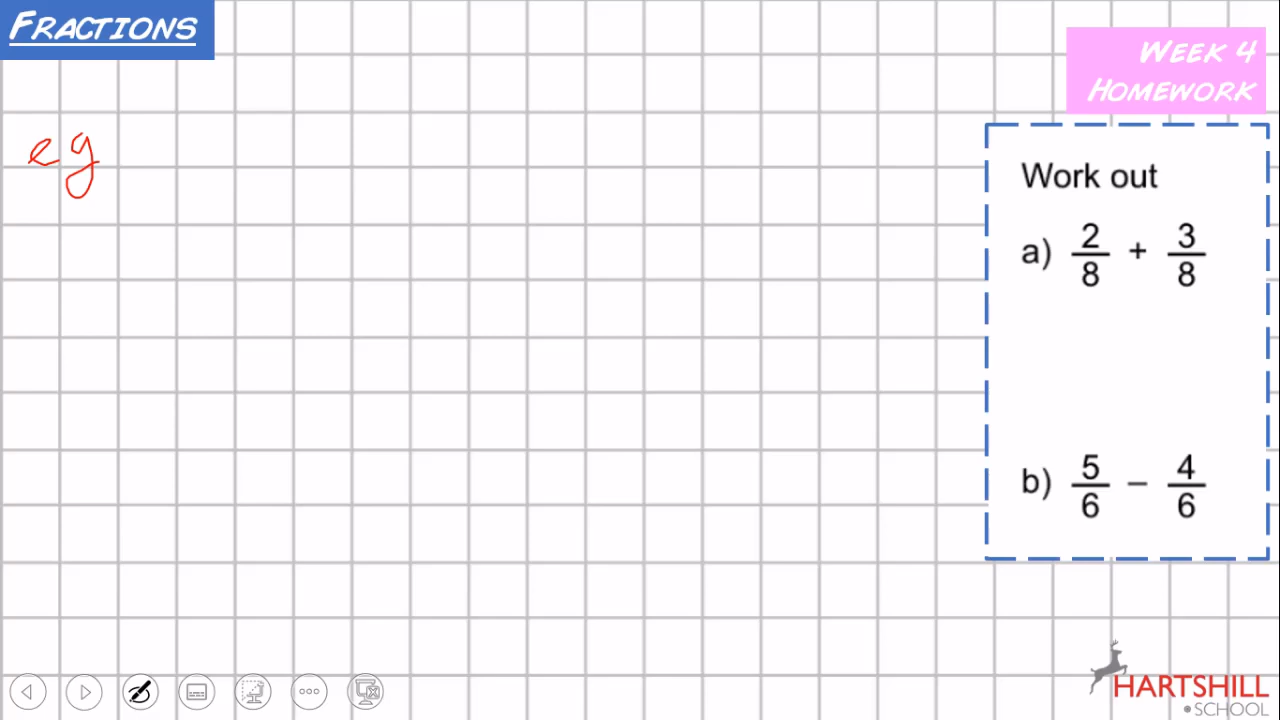 FRACTIONS
WEEK 4
HOMEWORK
eg
Work out
a) 2/8 + 3/8
b) 5/6 – 4/6
HARTSHILL
•SCHOOL